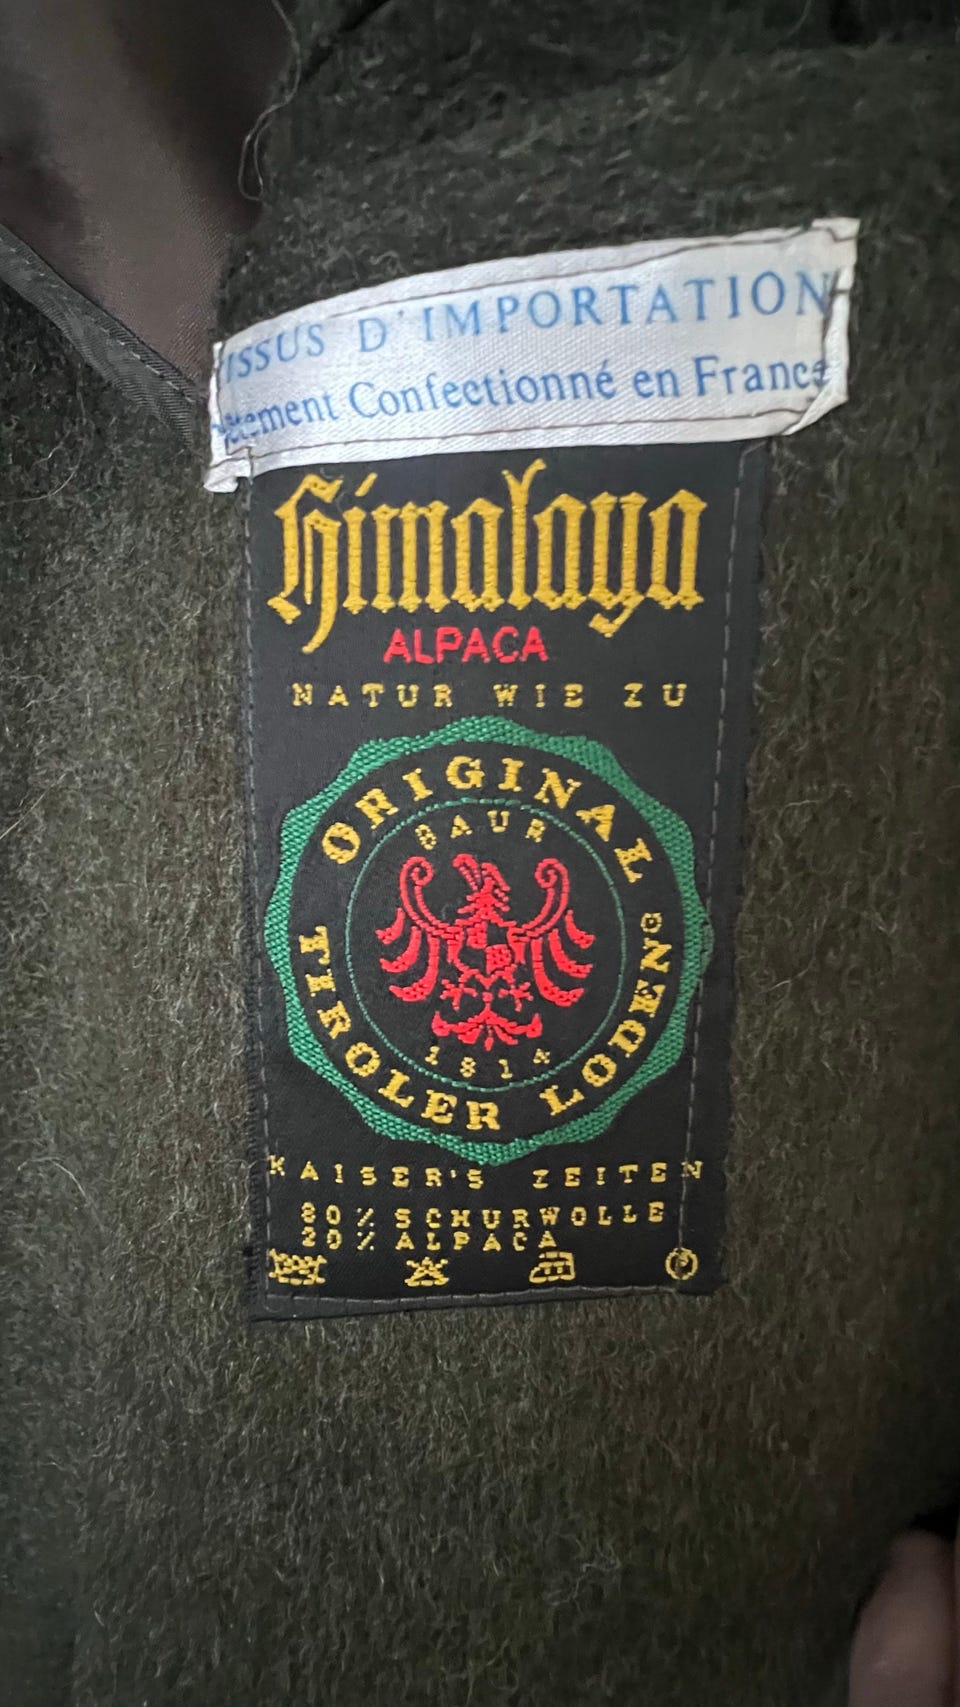 TISSUS D'IMPORTATION
Vêtement Confectionné en France
Himalaya
ALPACA
NATUR WIE ZU
ORIGINAL
BAUR
1814
TIROLER LODEN
KAISER'S ZEITEN
80% SCHURWOLLE
20% ALPACA
P